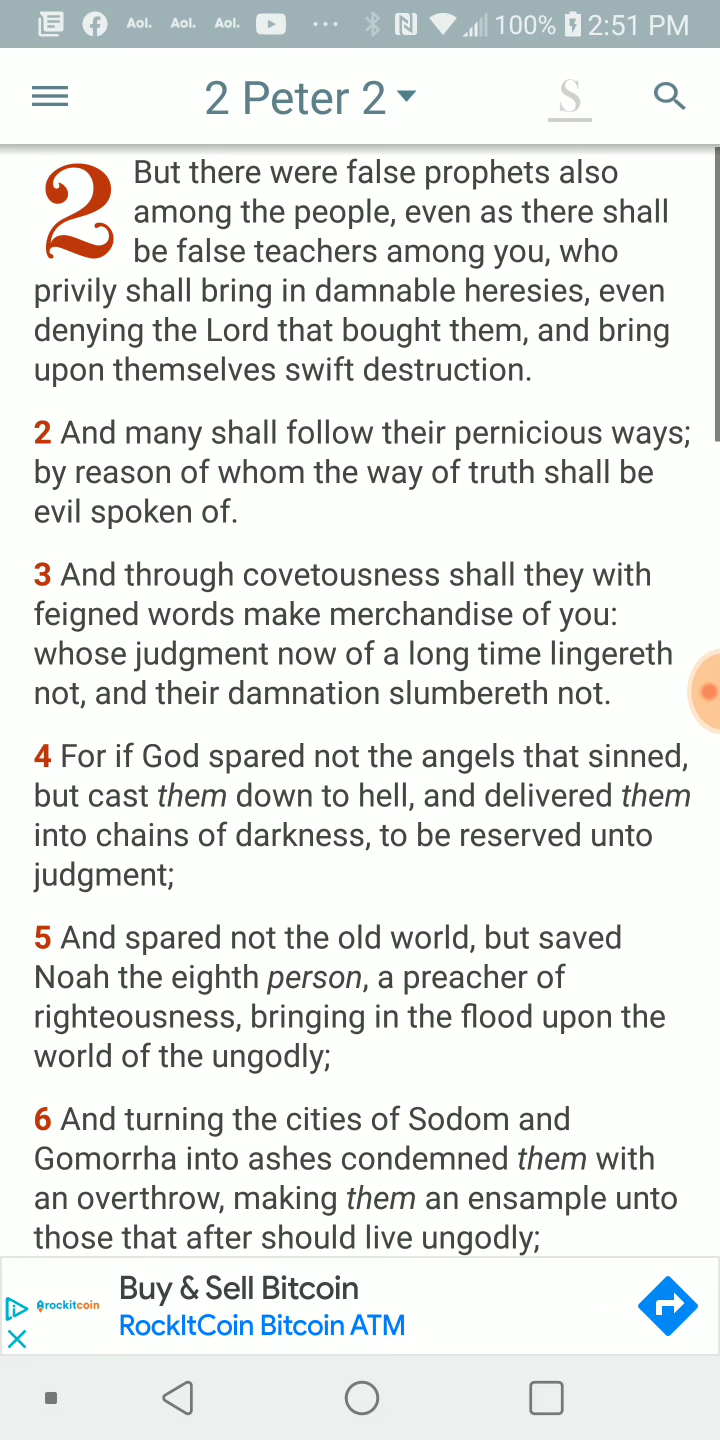 Aol. Aol. Aol. ... 100% 2:51 PM
2 Peter 2 S
2 But there were false prophets also
among the people, even as there shall
be false teachers among you, who
privily shall bring in damnable heresies, even
denying the Lord that bought them, and bring
upon themselves swift destruction.
2 And many shall follow their pernicious ways;
by reason of whom the way of truth shall be
evil spoken of.
3 And through covetousness shall they with
feigned words make merchandise of you:
whose judgment now of a long time lingereth
not, and their damnation slumbereth not.
4 For if God spared not the angels that sinned,
but cast them down to hell, and delivered them
into chains of darkness, to be reserved unto
judgment;
5 And spared not the old world, but saved
Noah the eighth person, a preacher of
righteousness, bringing in the flood upon the
world of the ungodly;
6 And turning the cities of Sodom and
Gomorrha into ashes condemned them with
an overthrow, making them an ensample unto
those that after should live ungodly;
Buy & Sell Bitcoin
rockitcoin
RockItCoin Bitcoin ATM